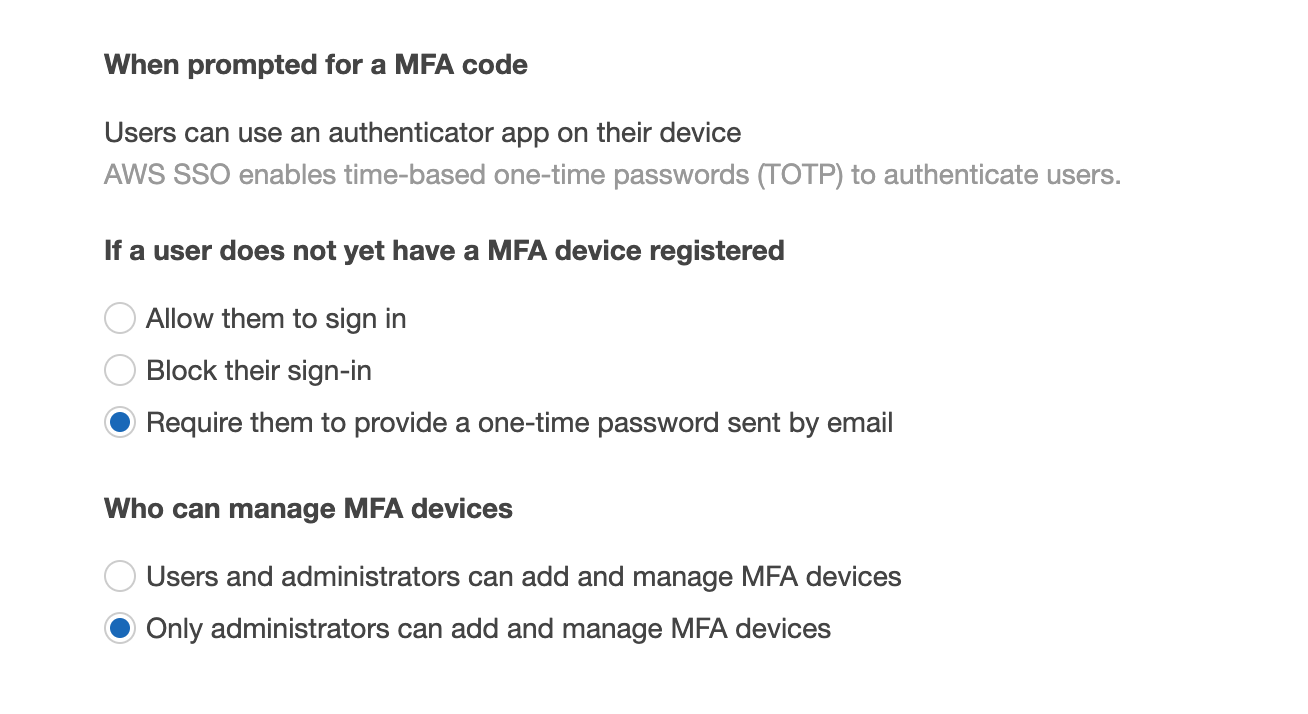 When prompted for a MFA code
Users can use an authenticator app on their device
AWS SSO enables time-based one-time passwords (TOTP) to authenticate users.
If a user does not yet have a MFA device registered
Allow them to sign in
Block their sign-in
Require them to provide a one-time password sent by email
Who can manage MFA devices
Users and administrators can add and manage MFA devices
Only administrators can add and manage MFA devices